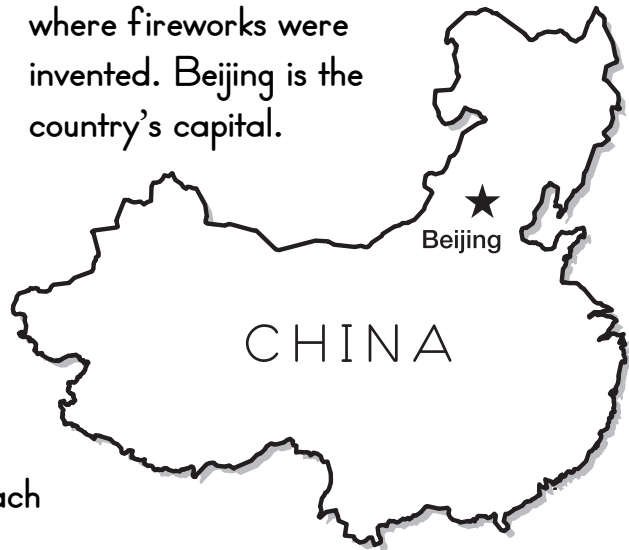 where fireworks were
invented. Beijing is the
country's capital.
Beijing
CHINA